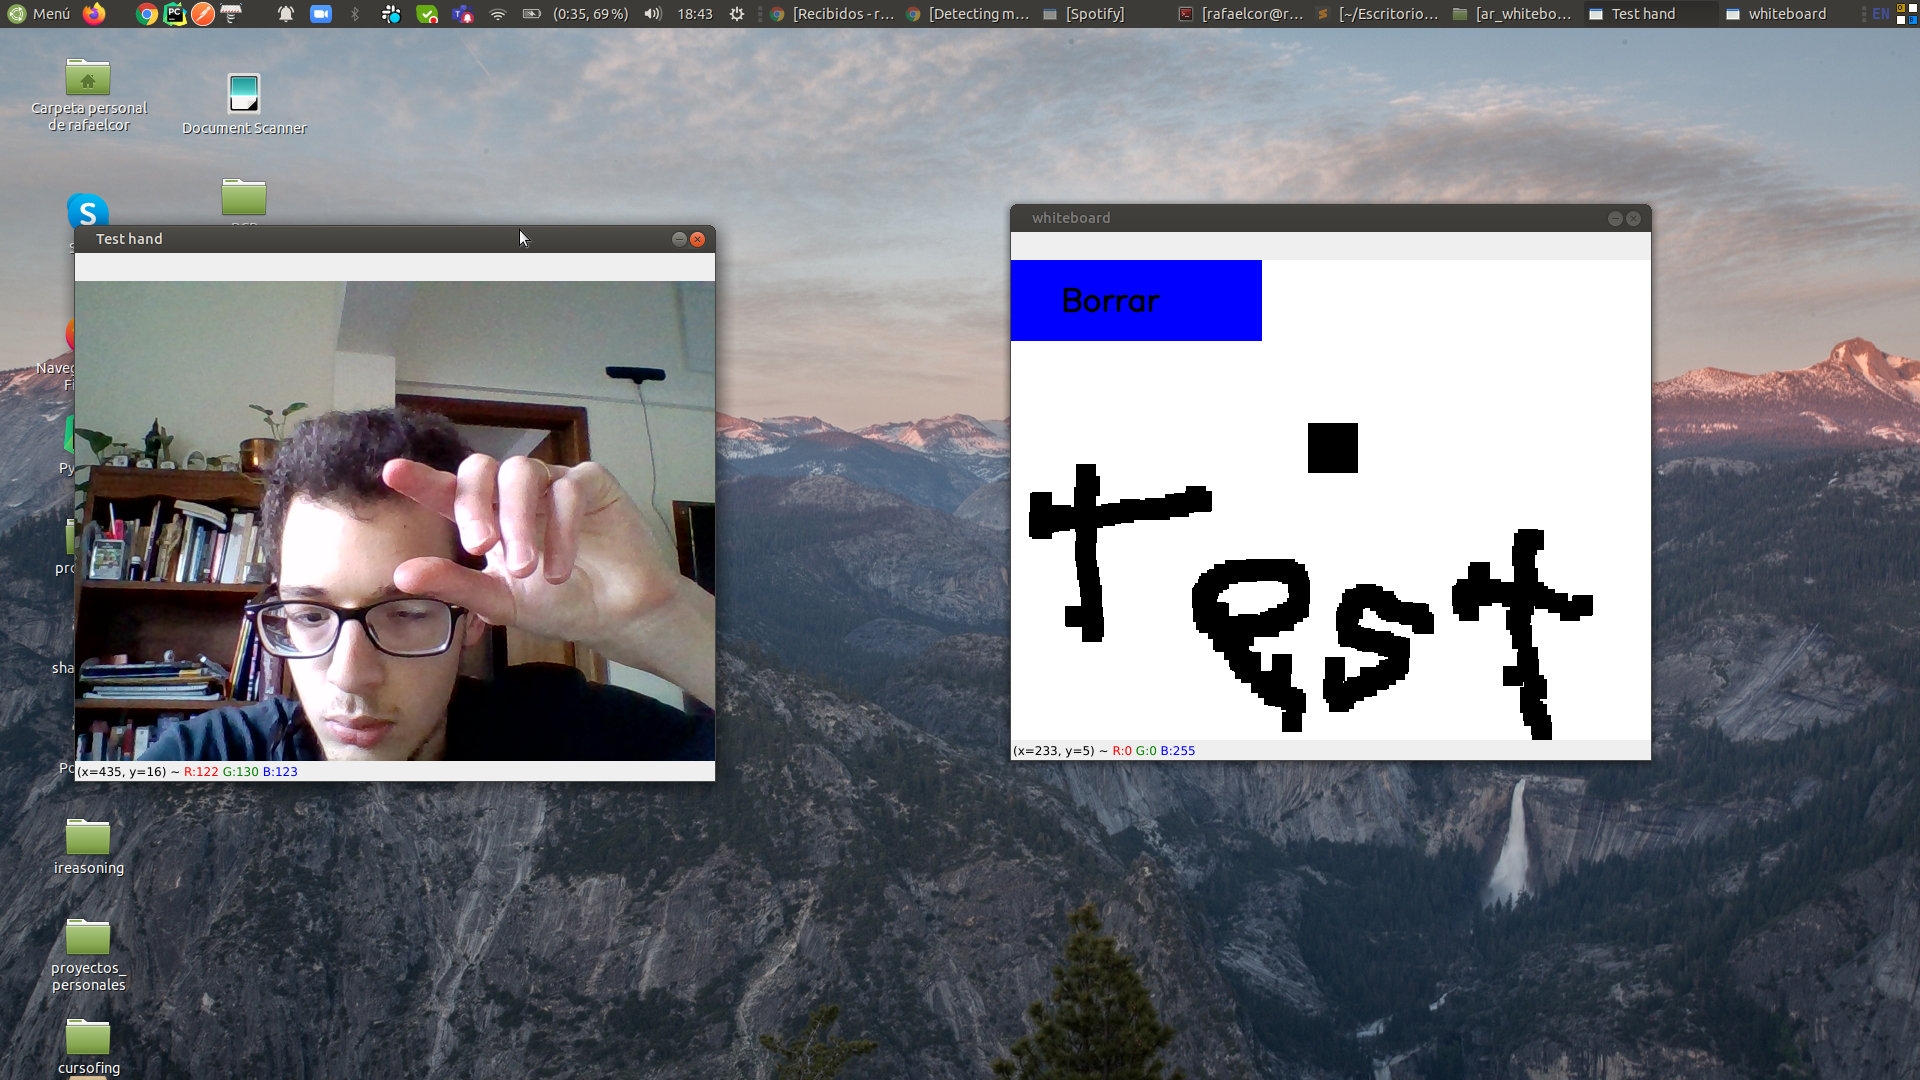 Menú
(0:35, 69%)
18:43
[Recibidos - r...
[Detecting m...
[Spotify]
[rafaelcor@r...
[~/Escritorio...
[ar_whitebo...
Test hand
whiteboard
EN
Carpeta personal
de rafaelcor
Document Scanner
S
Test hand
Naveg
Fi
Py
pro
sha
Po
(x=435, y=16) ~ R:122 G:130 B:123
whiteboard
Borrar
Test
(x=233, y=5) ~ R:0 G:0 B:255
ireasoning
proyectos_
personales
cursofing